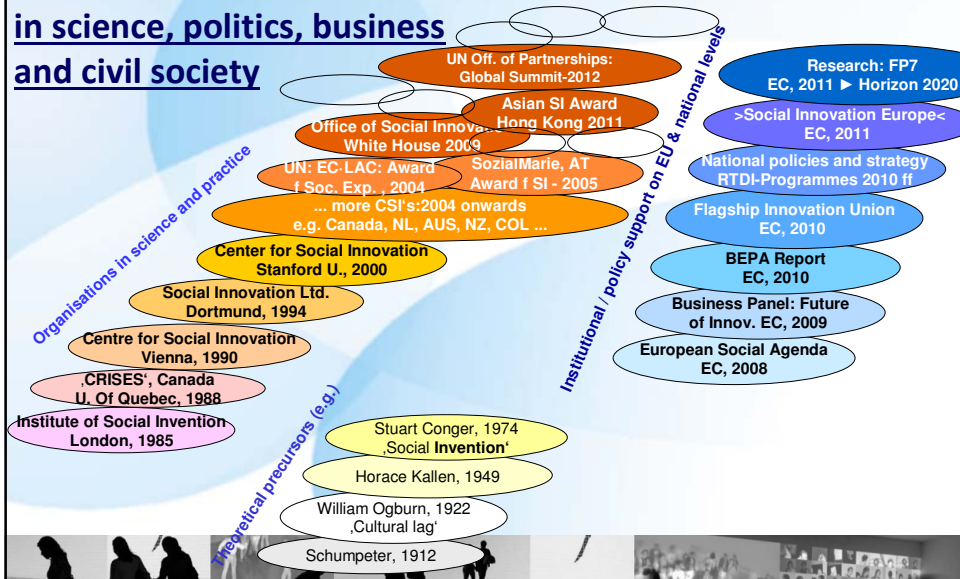 in science, politics, business
and civil society
Organisations in science and practice
UN Off. of Partnerships:
Global Summit-2012
Asian SI Award
Hong Kong 2011
Office of Social
White House 2009
UN: EC·LAC: Award
f Soc. Exp. , 2004
SozialMarie, AT
Award f SI - 2005
... more CSI's:2004 onwards
e.g. Canada, NL, AUS, NZ, COL ...
Center for Social Innovation
Stanford U., 2000
Social Innovation Ltd.
Dortmund, 1994
Centre for Social Innovation
Vienna, 1990
‚CRISES‘, Canada
U. Of Quebec, 1988
Institute of Social Invention
London, 1985
Theoretical precursors (e.g.)
Stuart Conger, 1974
‚Social Invention‘
Horace Kallen, 1949
William Ogburn, 1922
‚Cultural lag‘
Schumpeter, 1912
Institutional / policy support on EU & national levels
Research: FP7
EC, 2011 ► Horizon 2020
>Social Innovation Europe<
EC, 2011
National policies and strategy
RTDI-Programmes 2010 ff
Flagship Innovation Union
EC, 2010
BEPA Report
EC, 2010
Business Panel: Future
of Innov. EC, 2009
European Social Agenda
EC, 2008